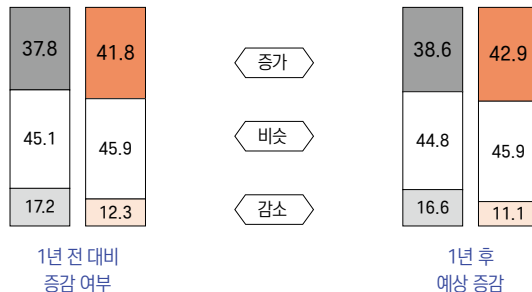 37.8 41.8 증가 38.6 42.9
45.1 45.9 비슷 44.8 45.9
17.2 12.3 감소 16.6 11.1
1년 전 대비 1년 후
증감 여부 예상 증감